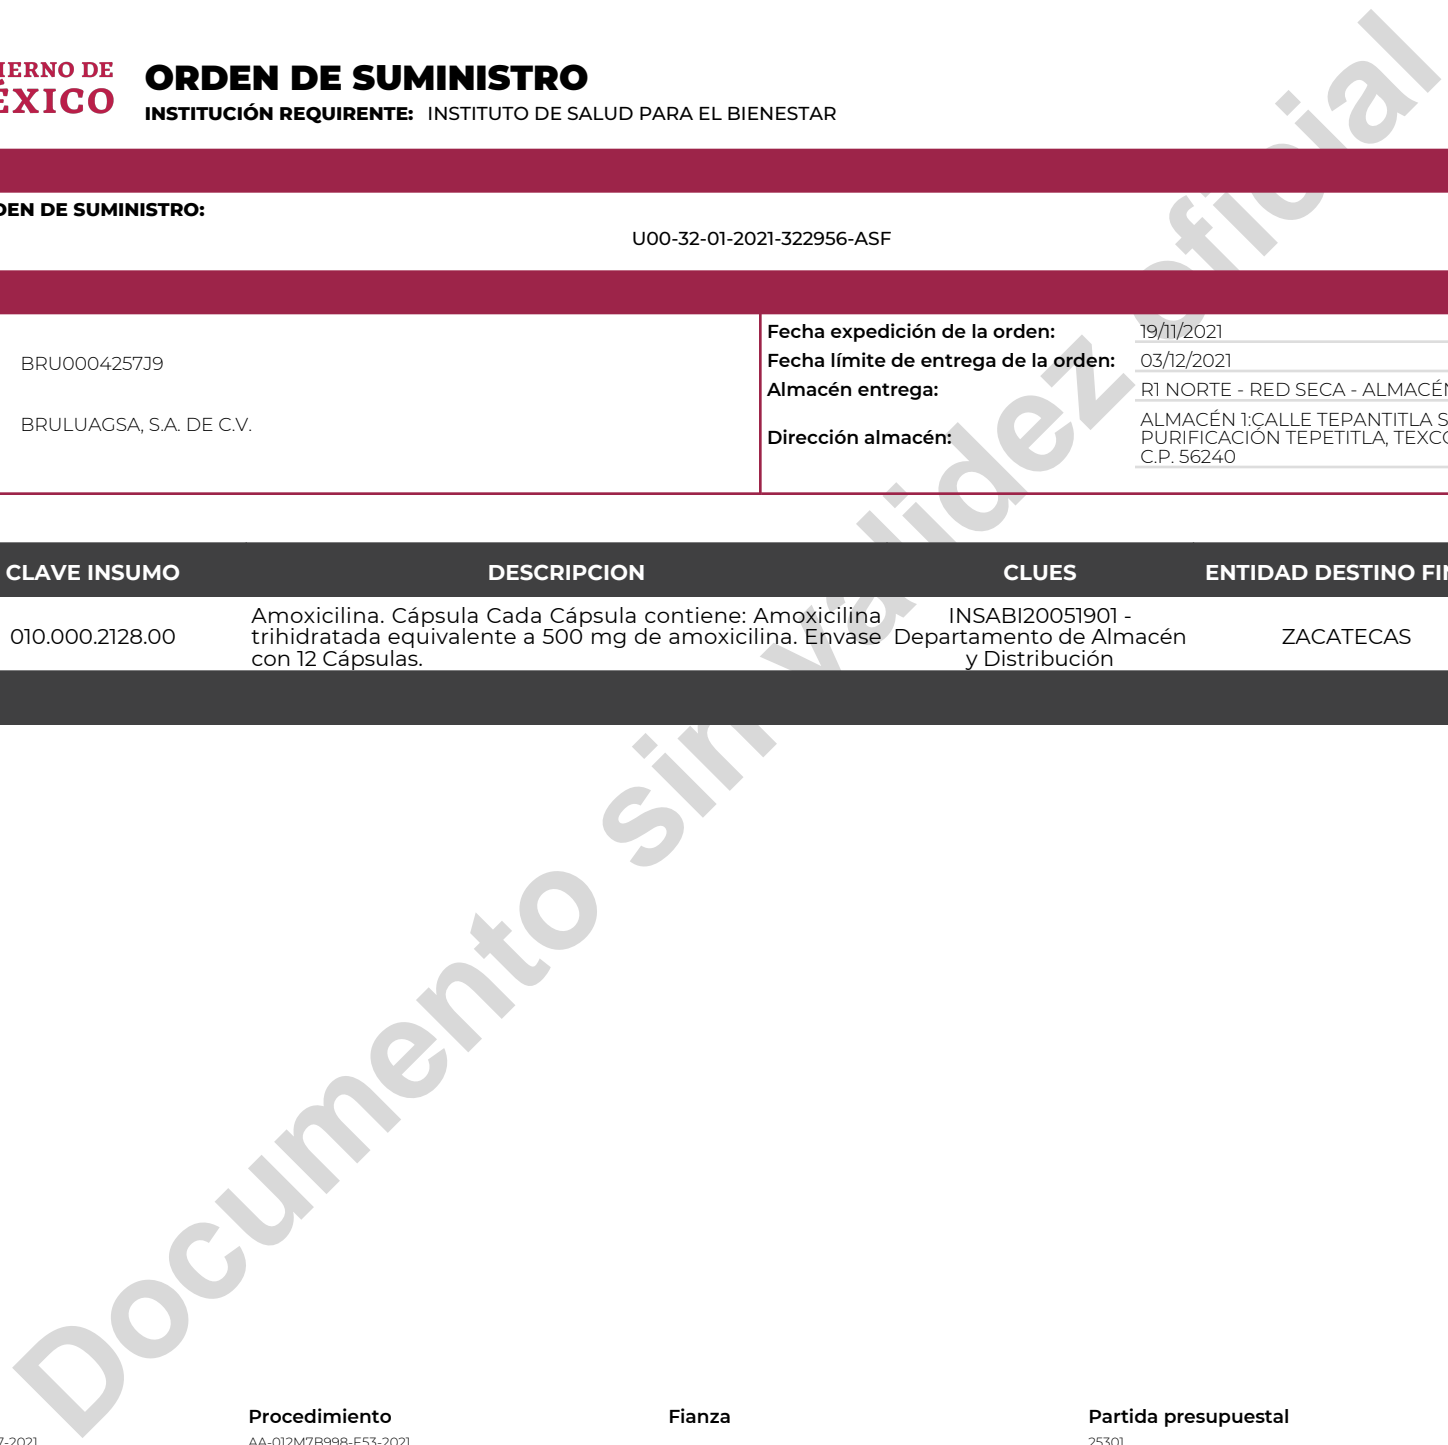 IERNO DE
ÉXICO
ORDEN DE SUMINISTRO
INSTITUCIÓN REQUIRENTE: INSTITUTO DE SALUD PARA EL BIENESTAR
DEN DE SUMINISTRO:
U00-32-01-2021-322956-ASF
BRU0004257J9
BRULUAGSA, S.A. DE C.V.
Fecha expedición de la orden: 19/11/2021
Fecha límite de entrega de la orden: 03/12/2021
Almacén entrega: R1 NORTE - RED SECA - ALMACÉN
Dirección almacén: ALMACÉN 1:CALLE TEPANTITLA S
PURIFICACIÓN TEPETITLA, TEXCO
C.P. 56240
CLAVE INSUMO DESCRIPCION CLUES ENTIDAD DESTINO FIN
010.000.2128.00
Amoxicilina. Cápsula Cada Cápsula contiene: Amoxicilina
trihidratada equivalente a 500 mg de amoxicilina. Envase
con 12 Cápsulas.
INSABI20051901 -
Departamento de Almacén
y Distribución
ZACATECAS
Documento sin validez oficial
Procedimiento Fianza Partida presupuestal
7-2021 AA-012M7B998-E53-2021 25301